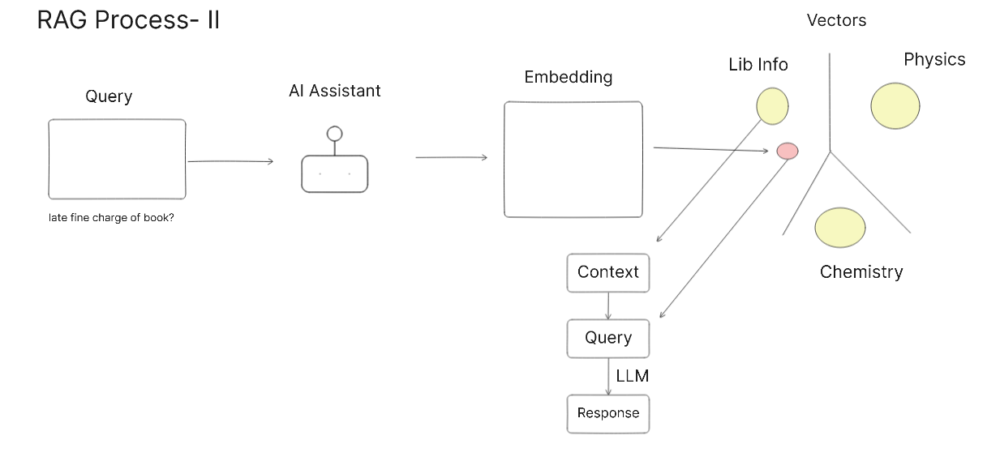 RAG Process- II
Vectors
Lib Info
Physics
Query
AI Assistant
Embedding
late fine charge of book?
Context
Chemistry
Query
LLM
Response